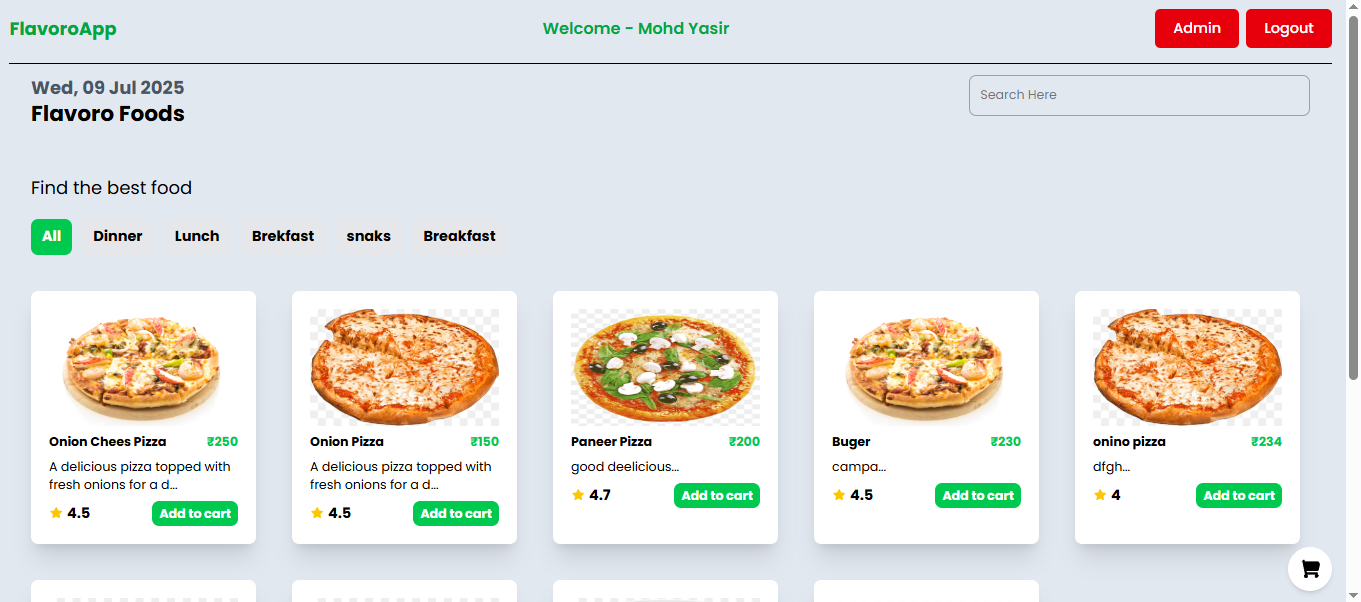 FlavoroApp
Welcome - Mohd Yasir
Admin
Logout
Wed, 09 Jul 2025
Flavoro Foods
Search Here
Find the best food
All
Dinner
Lunch
Brekfast
snaks
Breakfast
Onion Chees Pizza ₹250
A delicious pizza topped with
fresh onions for a d...
4.5 Add to cart
Onion Pizza ₹150
A delicious pizza topped with
fresh onions for a d...
4.5 Add to cart
Paneer Pizza ₹200
good deelicious...
4.7 Add to cart
Buger ₹230
campa...
4.5 Add to cart
onino pizza ₹234
dfgh...
4 Add to cart